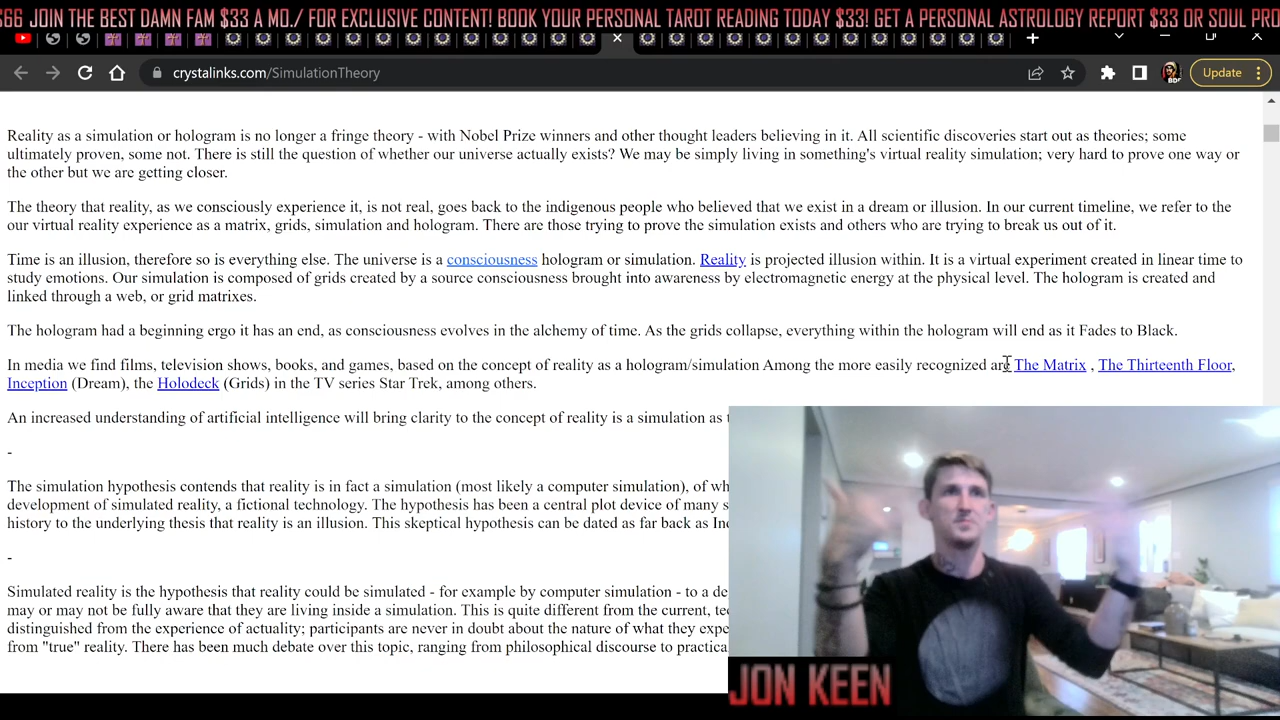 66 JOIN THE BEST DAMN FAM $33 A MO./ FOR EXCLUSIVE CONTENT! BOOK YOUR PERSONAL TAROT READING TODAY $33! GET A PERSONAL ASTROLOGY REPORT $33 OR SOUL PRO
crystalinks.com/SimulationTheory
BDF
Update
Reality as a simulation or hologram is no longer a fringe theory - with Nobel Prize winners and other thought leaders believing in it. All scientific discoveries start out as theories; some
ultimately proven, some not. There is still the question of whether our universe actually exists? We may be simply living in something's virtual reality simulation; very hard to prove one way or
the other but we are getting closer.
The theory that reality, as we consciously experience it, is not real, goes back to the indigenous people who believed that we exist in a dream or illusion. In our current timeline, we refer to the
our virtual reality experience as a matrix, grids, simulation and hologram. There are those trying to prove the simulation exists and others who are trying to break us out of it.
Time is an illusion, therefore so is everything else. The universe is a consciousness hologram or simulation. Reality is projected illusion within. It is a virtual experiment created in linear time to
study emotions. Our simulation is composed of grids created by a source consciousness brought into awareness by electromagnetic energy at the physical level. The hologram is created and
linked through a web, or grid matrixes.
The hologram had a beginning ergo it has an end, as consciousness evolves in the alchemy of time. As the grids collapse, everything within the hologram will end as it Fades to Black.
In media we find films, television shows, books, and games, based on the concept of reality as a hologram/simulation Among the more easily recognized are The Matrix , The Thirteenth Floor,
Inception (Dream), the Holodeck (Grids) in the TV series Star Trek, among others.
An increased understanding of artificial intelligence will bring clarity to the concept of reality is a simulation as
-
The simulation hypothesis contends that reality is in fact a simulation (most likely a computer simulation), of
development of simulated reality, a fictional technology. The hypothesis has been a central plot device of many
history to the underlying thesis that reality is an illusion. This skeptical hypothesis can be dated as far back as
-
Simulated reality is the hypothesis that reality could be simulated - for example by computer simulation - to a
may or may not be fully aware that they are living inside a simulation. This is quite different from the current,
distinguished from the experience of actuality; participants are never in doubt about the nature of what they
from "true" reality. There has been much debate over this topic, ranging from philosophical discourse to
JON KEEN